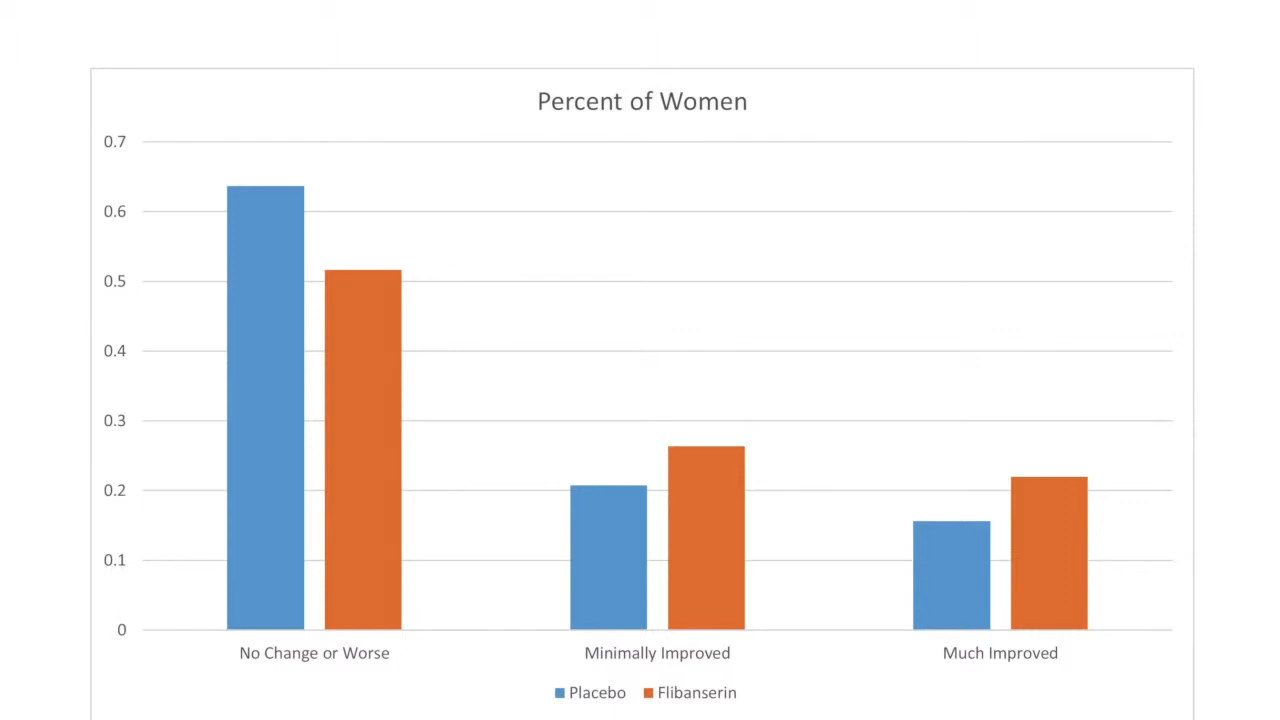 Percent of Women
0.7
0.6
0.5
0.4
0.3
0.2
0.1
0
No Change or Worse Minimally Improved Much Improved
Placebo Flibanserin